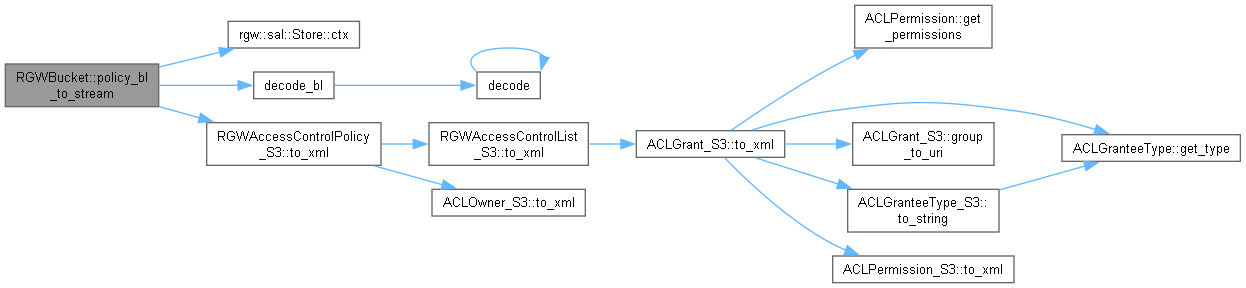 RGWBucket::policy_bl
_to_stream
rgw::sal::Store::ctx
decode_bl
decode
RGWAccessControlPolicy
_S3::to_xml
RGWAccessControlList
_S3::to_xml
ACLOwner_S3::to_xml
ACLGrant_S3::to_xml
ACLPermission::get
_permissions
ACLGrant_S3::group
_to_uri
ACLGranteeType_S3::
to_string
ACLPermission_S3::to_xml
ACLGranteeType::get_type